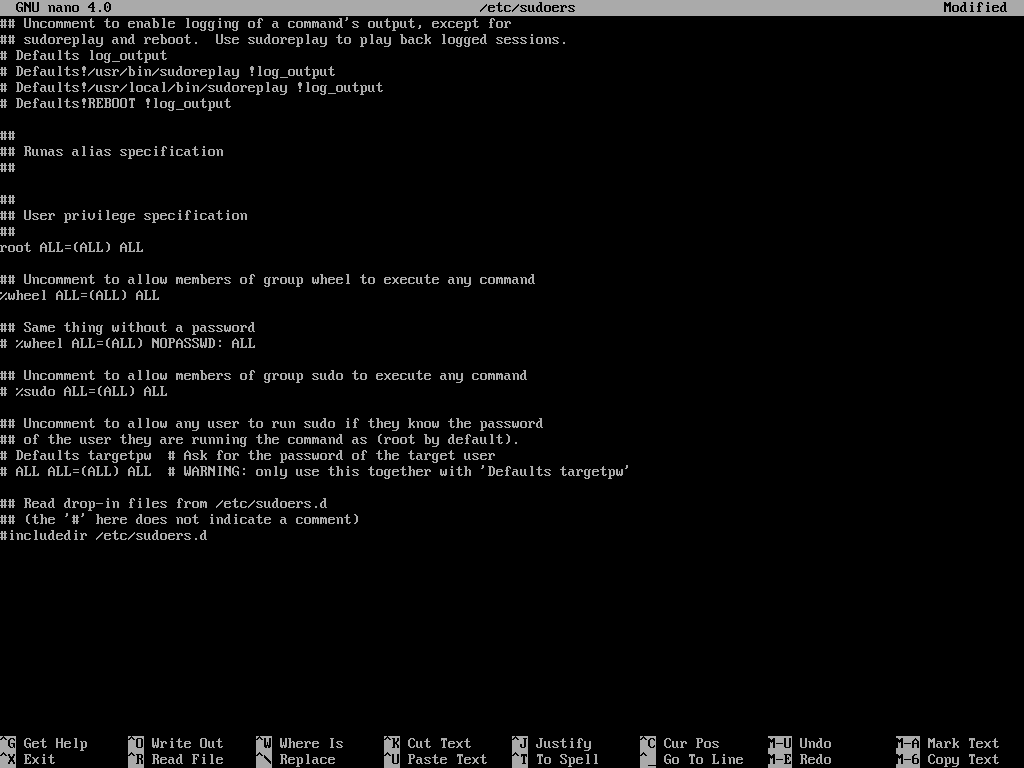 GNU nano 4.0 /etc/sudoers Modified
## Uncomment to enable logging of a command's output, except for
## sudoreplay and reboot.  Use sudoreplay to play back logged sessions.
# Defaults log_output
# Defaults!/usr/bin/sudoreplay !log_output
# Defaults!/usr/local/bin/sudoreplay !log_output
# Defaults!REBOOT !log_output
##
## Runas alias specification
##
##
## User privilege specification
##
root ALL=(ALL) ALL
## Uncomment to allow members of group wheel to execute any command
%wheel ALL=(ALL) ALL
## Same thing without a password
# %wheel ALL=(ALL) NOPASSWD: ALL
## Uncomment to allow members of group sudo to execute any command
# %sudo ALL=(ALL) ALL
## Uncomment to allow any user to run sudo if they know the password
## of the user they are running the command as (root by default).
# Defaults targetpw  # Ask for the password of the target user
# ALL ALL=(ALL) ALL  # WARNING: only use this together with 'Defaults targetpw'
## Read drop-in files from /etc/sudoers.d
## (the '#' here does not indicate a comment)
#includedir /etc/sudoers.d
^G Get Help ^O Write Out ^W Where Is ^K Cut Text ^J Justify ^C Cur Pos M-U Undo M-A Mark Text
^X Exit ^R Read File ^\ Replace ^U Paste Text ^T To Spell ^_ Go To Line M-E Redo M-6 Copy Text